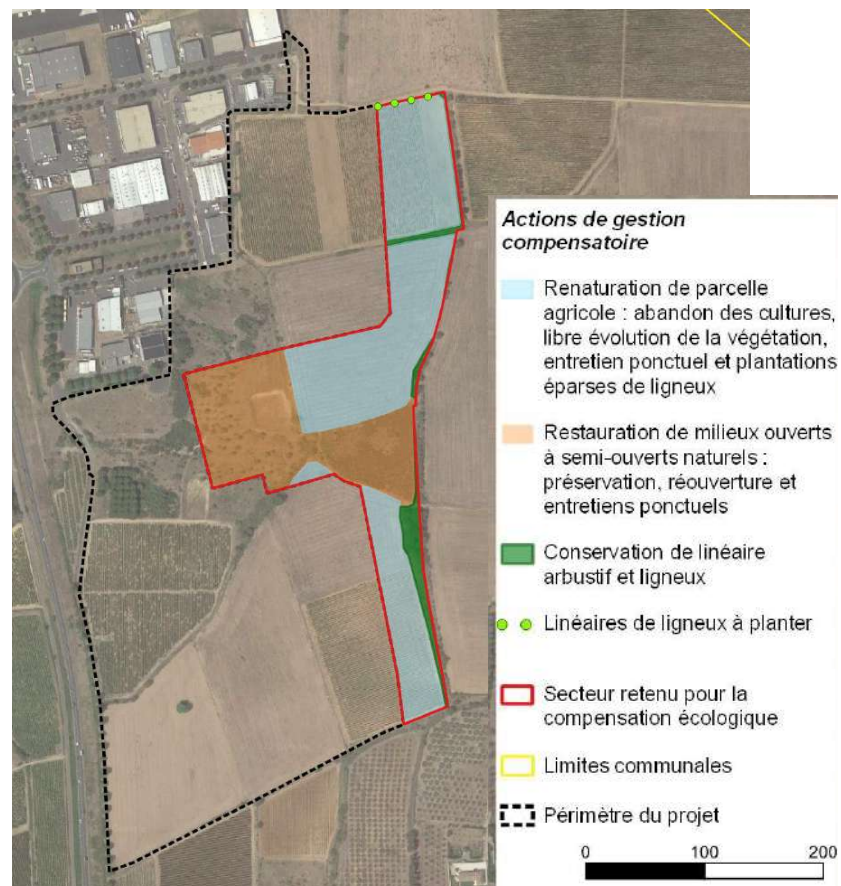 Actions de gestion
compensatoire
Renaturation de parcelle
agricole : abandon des cultures,
libre évolution de la végétation,
entretien ponctuel et plantations
éparses de ligneux
Restauration de milieux ouverts
à semi-ouverts naturels :
préservation, réouverture et
entretiens ponctuels
Conservation de linéaire
arbustif et ligneux
Linéaires de ligneux à planter
Secteur retenu pour la
compensation écologique
Limites communales
Périmètre du projet
0 100 200